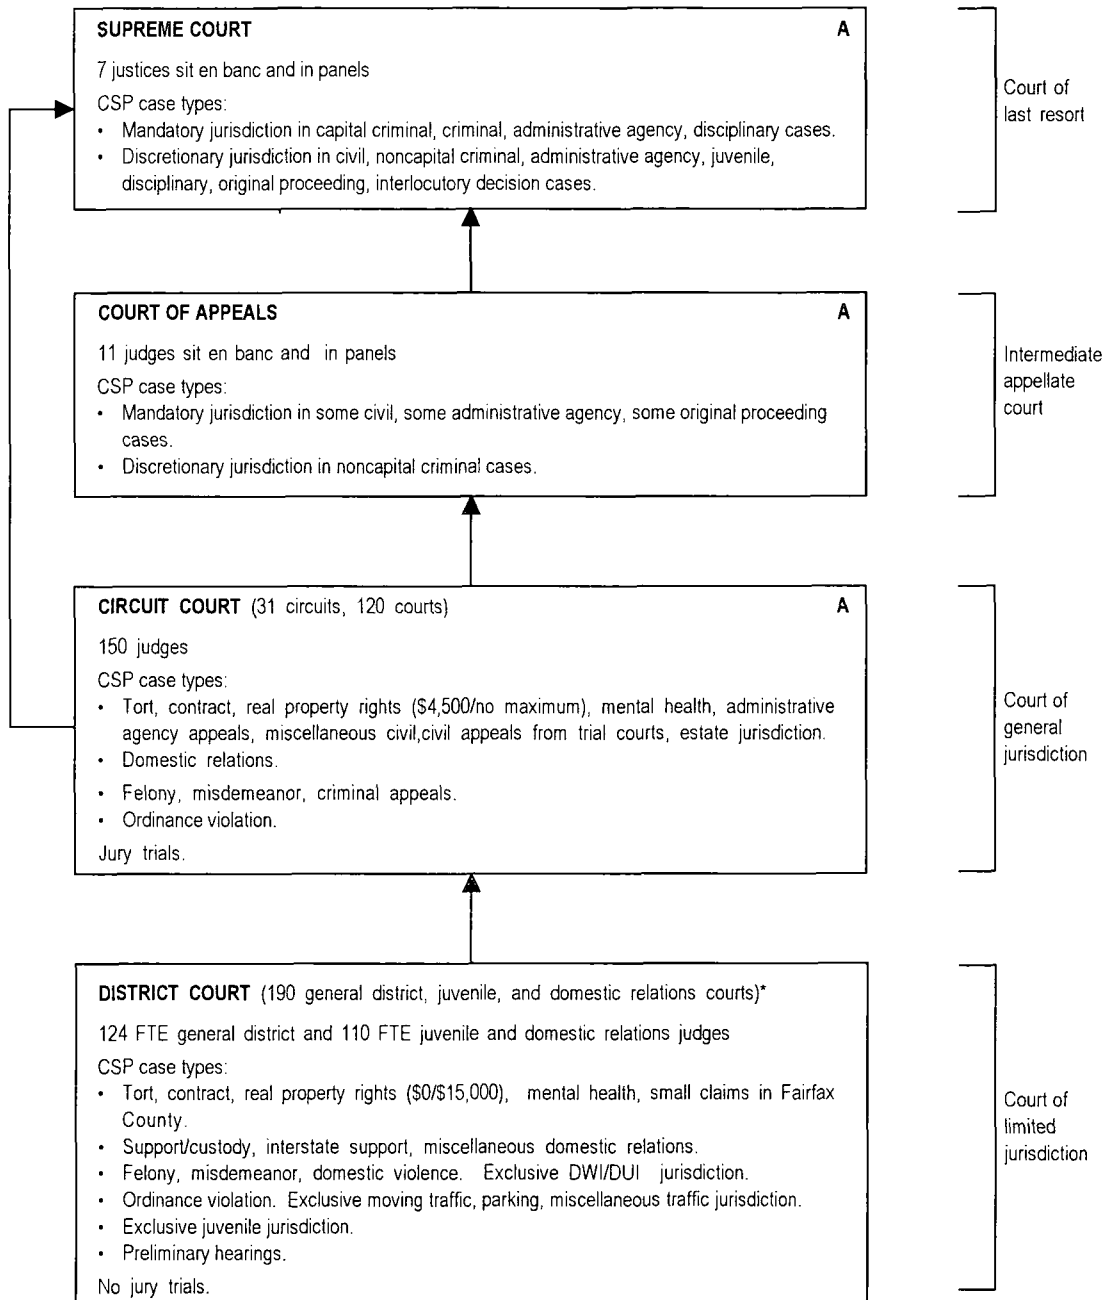 SUPREME COURT A
7 justices sit en banc and in panels
CSP case types:
• Mandatory jurisdiction in capital criminal, criminal, administrative agency, disciplinary cases.
• Discretionary jurisdiction in civil, noncapital criminal, administrative agency, juvenile,
disciplinary, original proceeding, interlocutory decision cases.
Court of
last resort
COURT OF APPEALS A
11 judges sit en banc and in panels
CSP case types:
• Mandatory jurisdiction in some civil, some administrative agency, some original proceeding
cases.
• Discretionary jurisdiction in noncapital criminal cases.
Intermediate
appellate
court
CIRCUIT COURT (31 circuits, 120 courts) A
150 judges
CSP case types:
• Tort, contract, real property rights ($4,500/no maximum), mental health, administrative
agency appeals, miscellaneous civil,civil appeals from trial courts, estate jurisdiction.
• Domestic relations.
• Felony, misdemeanor, criminal appeals.
• Ordinance violation.
Jury trials.
Court of
general
jurisdiction
DISTRICT COURT (190 general district, juvenile, and domestic relations courts)*
124 FTE general district and 110 FTE juvenile and domestic relations judges
CSP case types:
• Tort, contract, real property rights ($0/$15,000), mental health, small claims in Fairfax
County.
• Support/custody, interstate support, miscellaneous domestic relations.
• Felony, misdemeanor, domestic violence. Exclusive DWI/DUI jurisdiction.
• Ordinance violation. Exclusive moving traffic, parking, miscellaneous traffic jurisdiction.
• Exclusive juvenile jurisdiction.
• Preliminary hearings.
No jury trials.
Court of
limited
jurisdiction